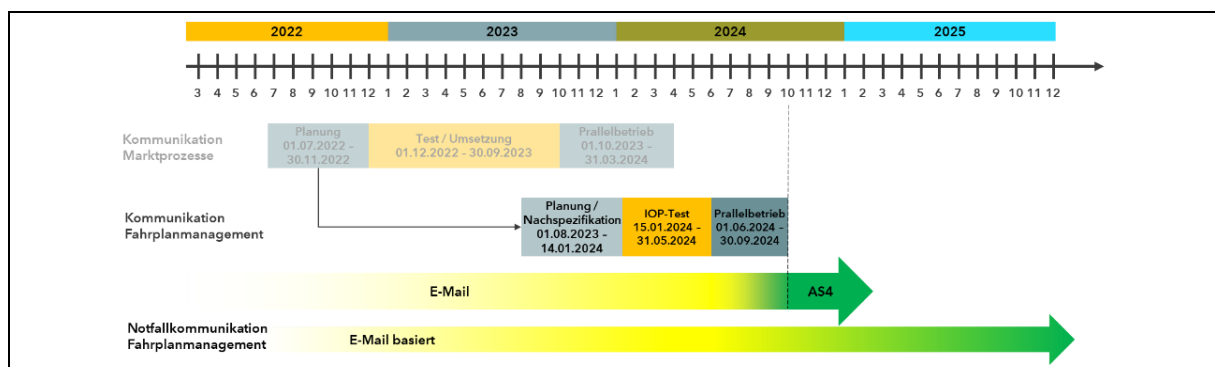 2022 2023 2024 2025
3 4 5 6 7 8 9 10 11 12 1 2 3 4 5 6 7 8 9 10 11 12 1 2 3 4 5 6 7 8 9 10 11 12 1 2 3 4 5 6 7 8 9 10 11 12
Kommunikation
Marktprozesse
Planung
01.07.2022 –
30.11.2022
Test / Umsetzung
01.12.2022 - 30.09.2023
Prallelbetrieb
01.10.2023 –
31.03.2024
Kommunikation
Fahrplanmanagement
Planung /
Nachspezifikation
01.08.2023 –
14.01.2024
IOP-Test
15.01.2024 –
31.05.2024
Prallelbetrieb
01.06.2024 –
30.09.2024
E-Mail
AS4
Notfallkommunikation
Fahrplanmanagement
E-Mail basiert